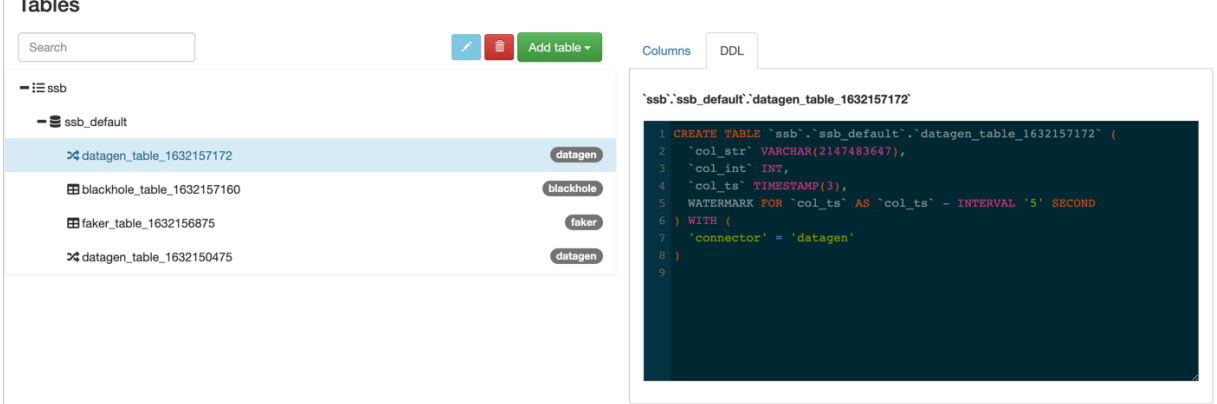 Tables
Search
Add table
ssb
ssb_default
datagen_table_1632157172 datagen
blackhole_table_1632157160 blackhole
faker_table_1632156875 faker
datagen_table_1632150475 datagen
Columns DDL
`ssb`.`ssb_default`.`datagen_table_1632157172`
1 CREATE TABLE `ssb`.`ssb_default`.`datagen_table_1632157172` (
2 `col_str` VARCHAR(2147483647),
3 `col_int` INT,
4 `col_ts` TIMESTAMP(3),
5 WATERMARK FOR `col_ts` AS `col_ts` - INTERVAL '5' SECOND
6 ) WITH (
7 'connector' = 'datagen'
8 )
9